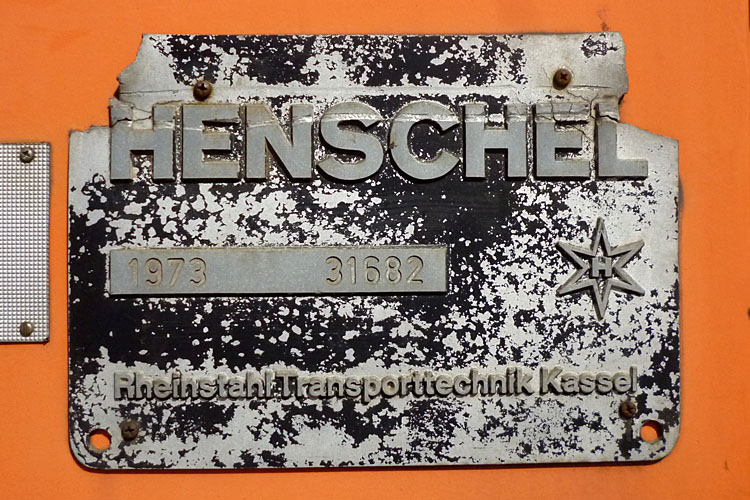 HENSCHEL
1973 31682
H
Rheinstahl Transporttechnik Kassel